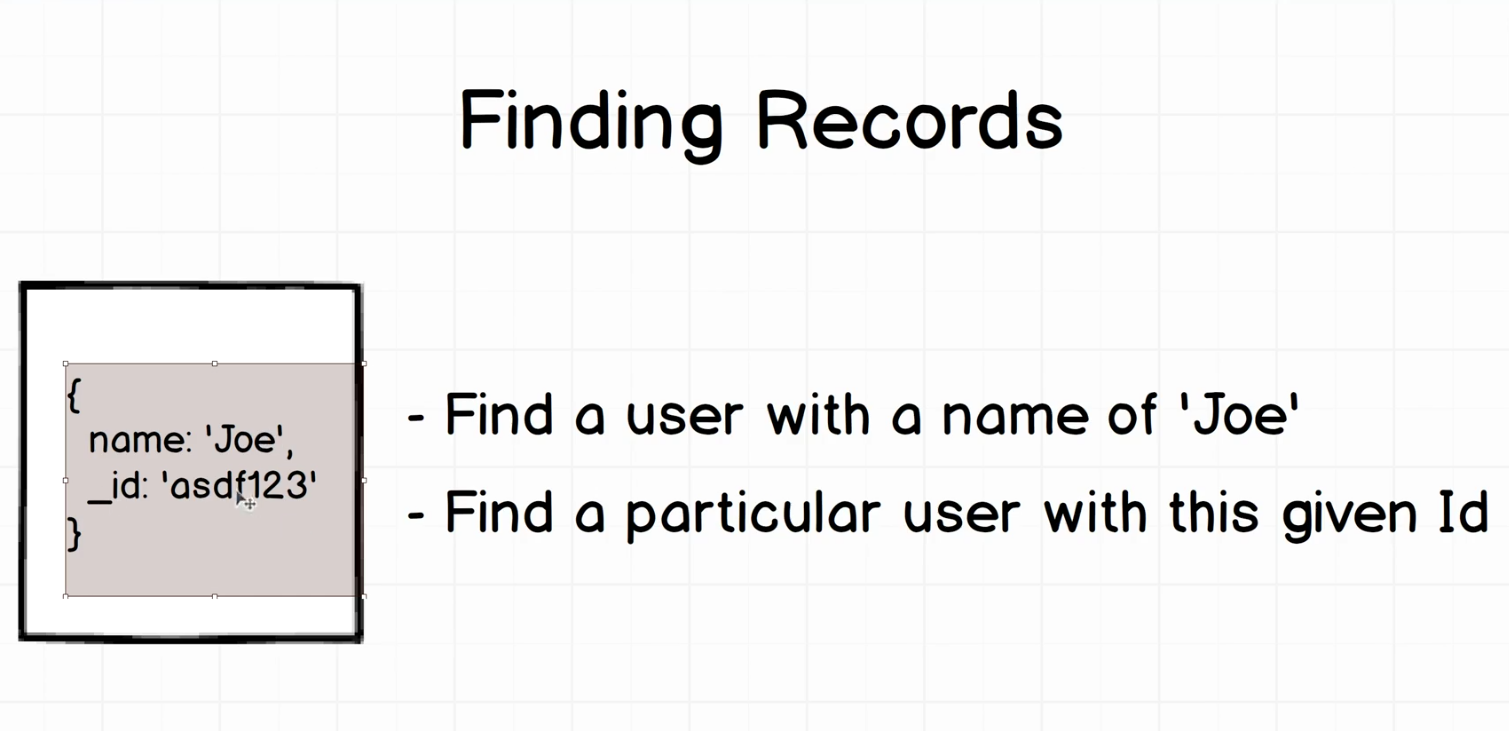 Finding Records
{
name: 'Joe',
_id: 'asdf123'
}
- Find a user with a name of 'Joe'
- Find a particular user with this given Id